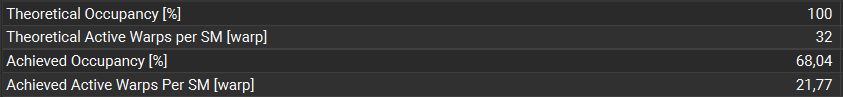 Theoretical Occupancy [%] 100
Theoretical Active Warps per SM [warp] 32
Achieved Occupancy [%] 68,04
Achieved Active Warps Per SM [warp] 21,77